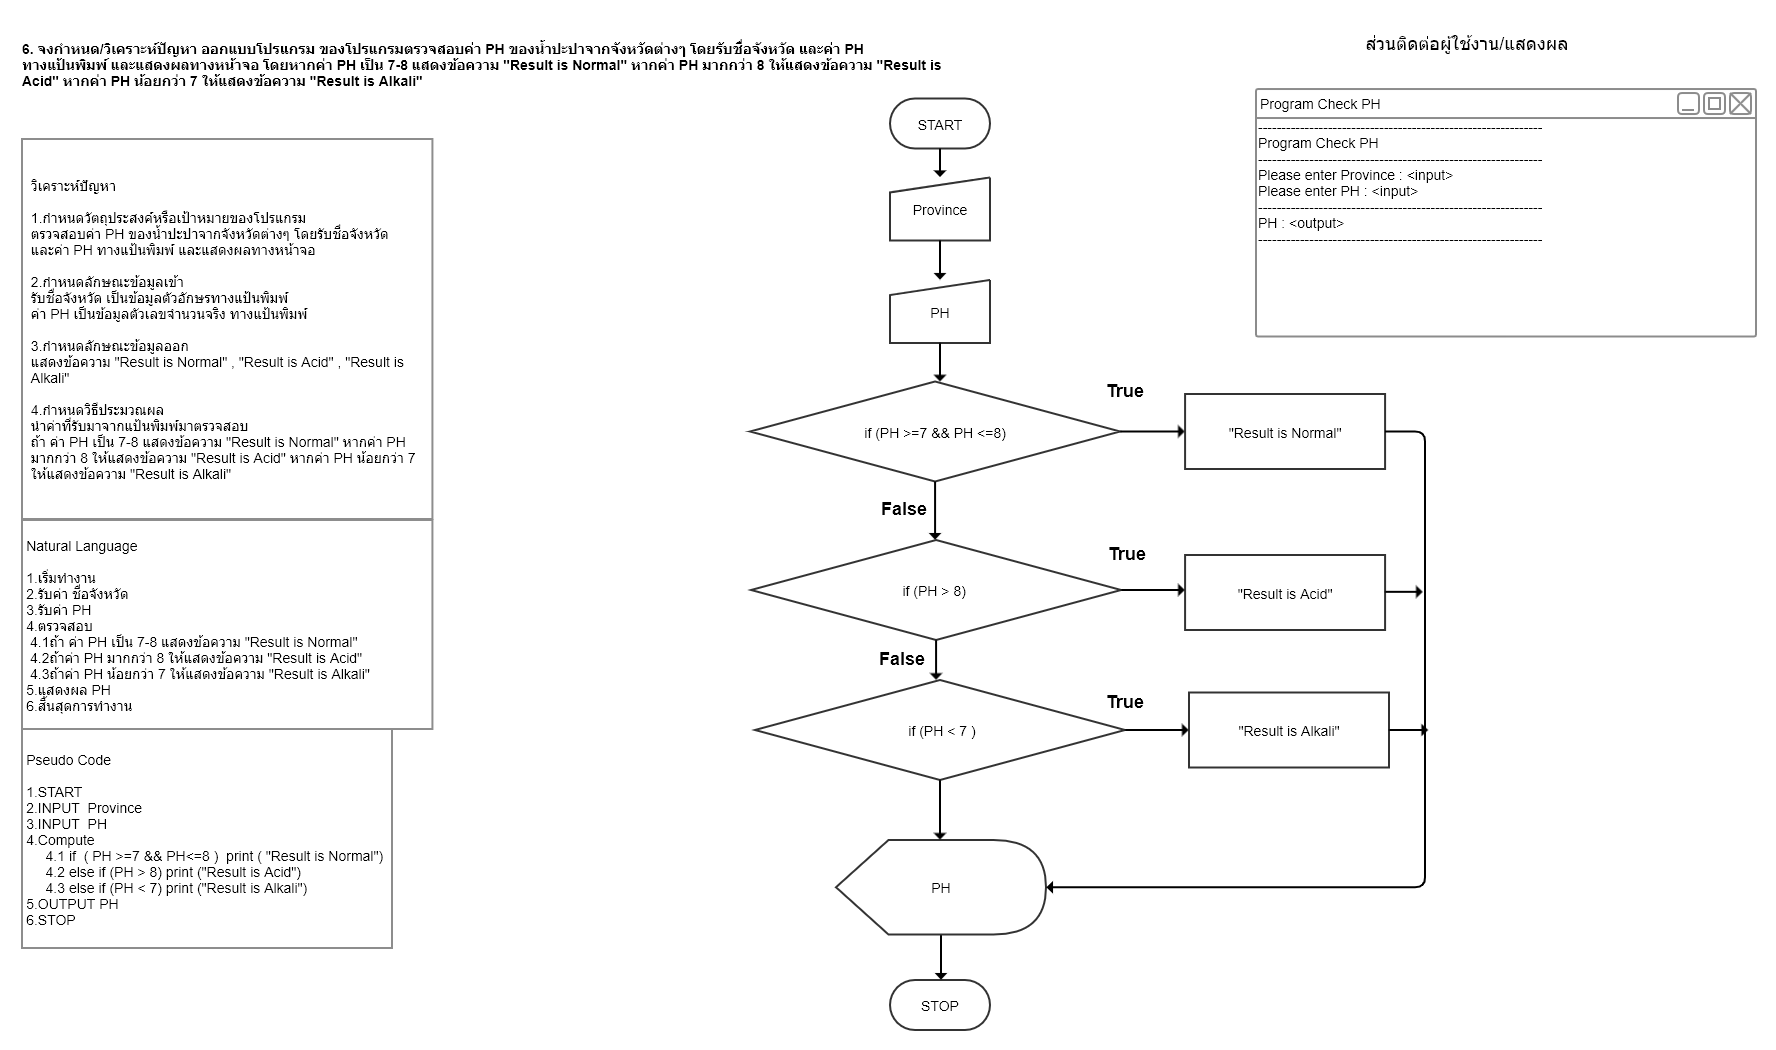 6. จงกำหนด/วิเคราะห์ปัญหา ออกแบบโปรแกรม ของโปรแกรมตรวจสอบค่า PH ของน้ำปะปาจากจังหวัดต่างๆ โดยรับชื่อจังหวัด และค่า PH
ทางแป้นพิมพ์ และแสดงผลทางหน้าจอ โดยหากค่า PH เป็น 7-8 แสดงข้อความ "Result is Normal" หากค่า PH มากกว่า 8 ให้แสดงข้อความ "Result is
Acid" หากค่า PH น้อยกว่า 7 ให้แสดงข้อความ "Result is Alkali"
วิเคราะห์ปัญหา
1.กำหนดวัตถุประสงค์หรือเป้าหมายของโปรแกรม
ตรวจสอบค่า PH ของน้ำปะปาจากจังหวัดต่างๆ โดยรับชื่อจังหวัด
และค่า PH ทางแป้นพิมพ์ และแสดงผลทางหน้าจอ
2.กำหนดลักษณะข้อมูลเข้า
รับชื่อจังหวัด เป็นข้อมูลตัวอักษรทางแป้นพิมพ์
ค่า PH เป็นข้อมูลตัวเลขจำนวนจริง ทางแป้นพิมพ์
3.กำหนดลักษณะข้อมูลออก
แสดงข้อความ "Result is Normal" , "Result is Acid" , "Result is
Alkali"
4.กำหนดวิธีประมวณผล
นำค่าที่รับมาจากแป้นพิมพ์มาตรวจสอบ
ถ้า ค่า PH เป็น 7-8 แสดงข้อความ "Result is Normal" หากค่า PH
มากกว่า 8 ให้แสดงข้อความ "Result is Acid" หากค่า PH น้อยกว่า 7
ให้แสดงข้อความ "Result is Alkali"
Natural Language
1.เริ่มทำงาน
2.รับค่า ชื่อจังหวัด
3.รับค่า PH
4.ตรวจสอบ
4.1ถ้า ค่า PH เป็น 7-8 แสดงข้อความ "Result is Normal"
4.2ถ้าค่า PH มากกว่า 8 ให้แสดงข้อความ "Result is Acid"
4.3ถ้าค่า PH น้อยกว่า 7 ให้แสดงข้อความ "Result is Alkali"
5.แสดงผล PH
6.สิ้นสุดการทำงาน
Pseudo Code
1.START
2.INPUT  Province
3.INPUT  PH
4.Compute
4.1 if  ( PH >=7 && PH<=8 )  print ( "Result is Normal")
4.2 else if (PH > 8) print ("Result is Acid")
4.3 else if (PH < 7) print ("Result is Alkali")
5.OUTPUT PH
6.STOP
START
Province
PH
if (PH >=7 && PH <=8)
True
"Result is Normal"
False
if (PH > 8)
True
"Result is Acid"
False
if (PH < 7 )
True
"Result is Alkali"
PH
STOP
ส่วนติดต่อผู้ใช้งาน/แสดงผล
Program Check PH
-------------------------------------------------------------
Program Check PH
-------------------------------------------------------------
Please enter Province : <input>
Please enter PH : <input>
-------------------------------------------------------------
PH : <output>
-------------------------------------------------------------